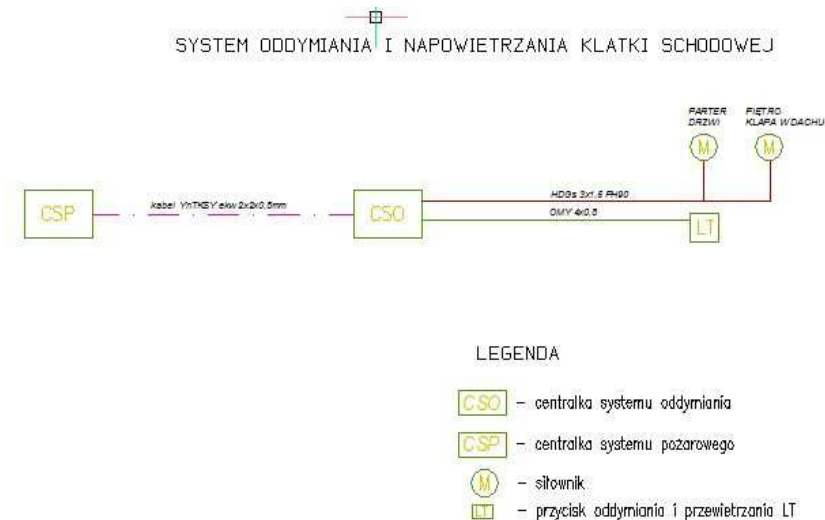 SYSTEM ODDYMIANIA I NAPOWIETRZANIA KLATKI SCHODOWEJ
PARTER
DRZWI
PIĘTRO
KLAPA W DACHU
M
M
CSP
kabel YnTKSY ekw 2x2x0,8mm
CSO
HDGs 3x1,5 PH90
OMY 4x0,8
LT
LEGENDA
CSO – centralka systemu oddymiania
CSP – centralka systemu pożarowego
M – siłownik
LT – przycisk oddymiania i przewietrzania LT